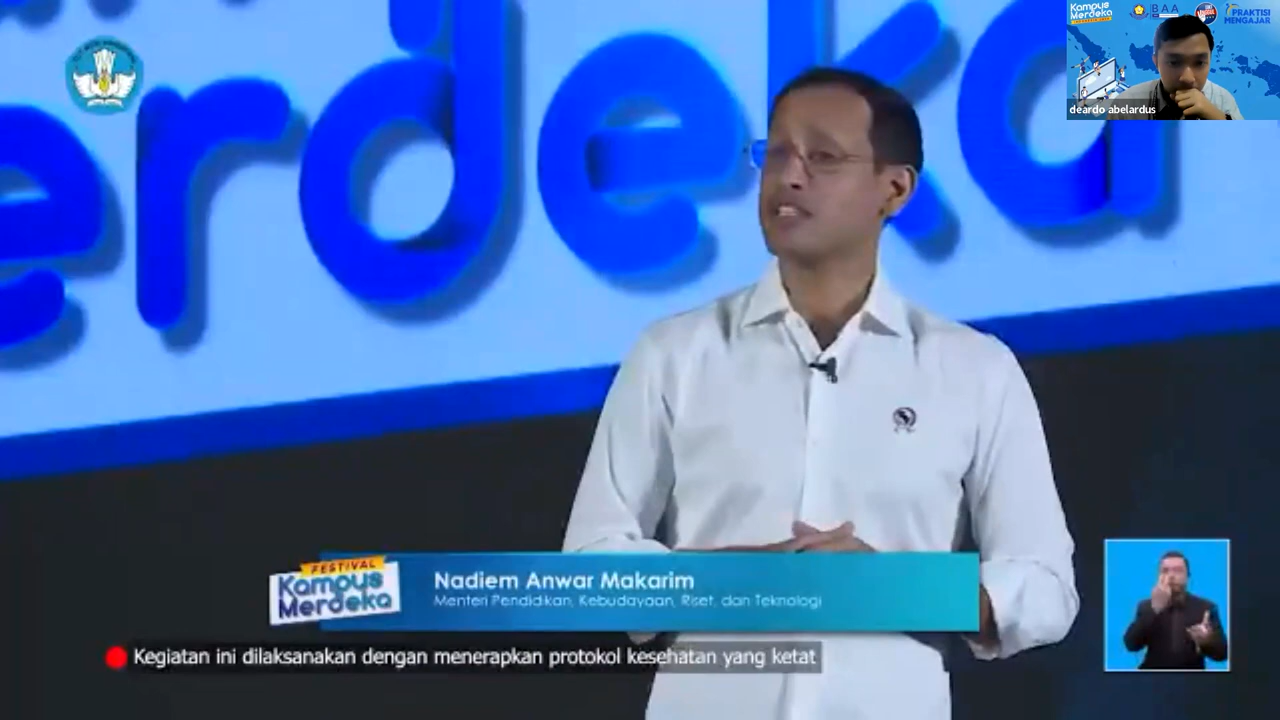 Kampus
Merdeka
BAA
PRAKTISI
MENGAJAR
deardo abelardus
erdeka
FESTIVAL
Kampus
Merdeka
Nadiem Anwar Makarim
Menteri Pendidikan, Kebudayaan, Riset, dan Teknologi
Kegiatan ini dilaksanakan dengan menerapkan protokol kesehatan yang ketat